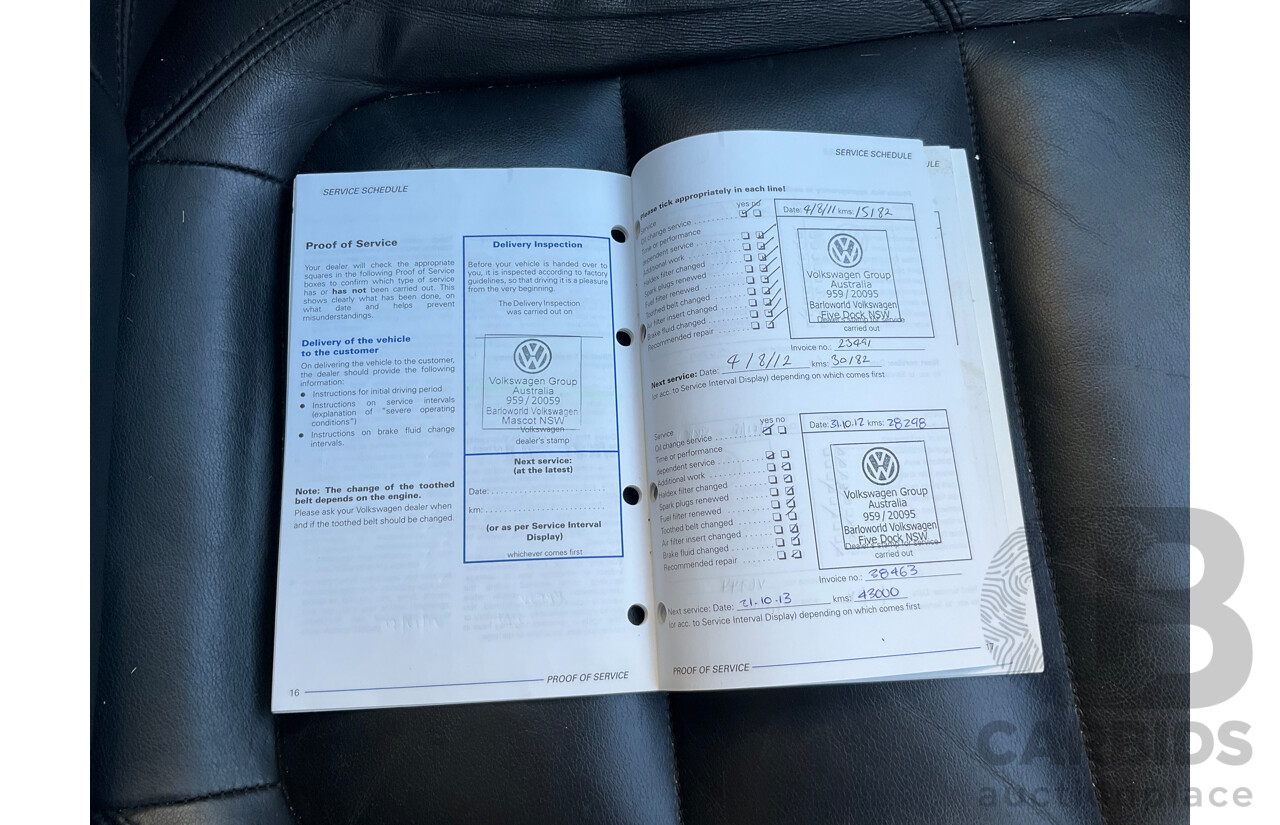 SERVICE SCHEDULE
Proof of Service
Your dealer will check the appropriate
squares in the following Proof of Service
boxes to confirm which type of service
has or has not been carried out. This
shows clearly what has been done, on
what date and helps prevent
misunderstandings.
Delivery of the vehicle
to the customer
On delivering the vehicle to the customer,
the dealer should provide the following
information:
● Instructions for initial driving period
● Instructions on service intervals
(explanation of "severe operating
conditions")
● Instructions on brake fluid change
intervals.
Note: The change of the toothed
belt depends on the engine.
Please ask your Volkswagen dealer when
and if the toothed belt should be changed.
Delivery Inspection
Before your vehicle is handed over to
you, it is inspected according to factory
guidelines, so that driving it is a pleasure
from the very beginning.
The Delivery Inspection
was carried out on
Volkswagen Group
Australia
959 / 20059
Barloworld Volkswagen
Mascot NSW
Volkswagen
dealer's stamp
Next service:
(at the latest)
Date:
km:
(or as per Service Interval
Display)
whichever comes first
16
PROOF OF SERVICE
SERVICE SCHEDULE
Please tick appropriately in each line!
yes no
Service
Oil change service
Time or performance
dependent service
Additional work
Haldex filter changed
Spark plugs renewed
Fuel filter renewed
Toothed belt changed
Air filter insert changed
Brake fluid changed
Recommended repair
Date: 4/8/11 kms: 15182
Volkswagen Group
Australia
959 / 20095
Barloworld Volkswagen
Five Dock NSW
Dealer's stamp for service
carried out
Invoice no.: 23491
Next service: Date: 4/8/12 kms: 30182
(or acc. to Service Interval Display) depending on which comes first
yes no
Service
Oil change service
Time or performance
dependent service
Additional work
Haldex filter changed
Spark plugs renewed
Fuel filter renewed
Toothed belt changed
Air filter insert changed
Brake fluid changed
Recommended repair
Date: 31.10.12 kms: 28298
Volkswagen Group
Australia
959 / 20095
Barloworld Volkswagen
Five Dock NSW
Dealer's stamp for service
carried out
Invoice no.: 38463
Next service: Date: 21.10.13 kms: 43000
(or acc. to Service Interval Display) depending on which comes first
PROOF OF SERVICE
17
ULE
CB
CARBIDS
auctionplace